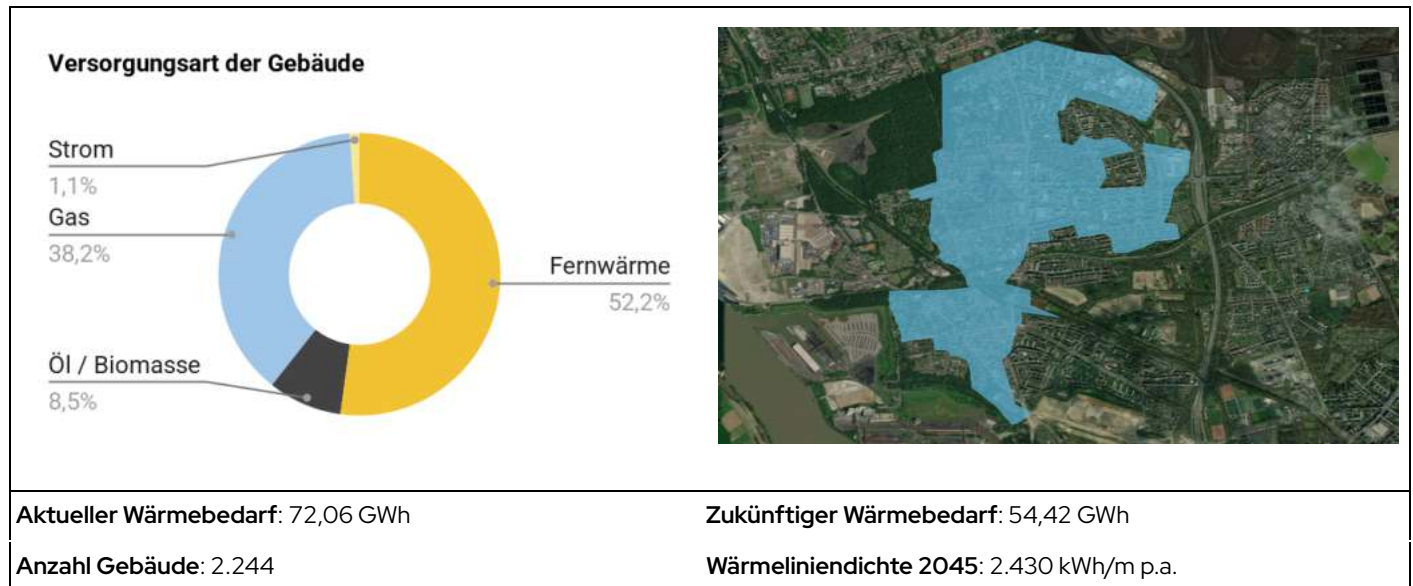 Versorgungsart der Gebäude
Strom
1,1%
Gas
38,2%
Fernwärme
52,2%
Öl / Biomasse
8,5%
Aktueller Wärmebedarf: 72,06 GWh
Zukünftiger Wärmebedarf: 54,42 GWh
Anzahl Gebäude: 2.244
Wärmeliniendichte 2045: 2.430 kWh/m p.a.